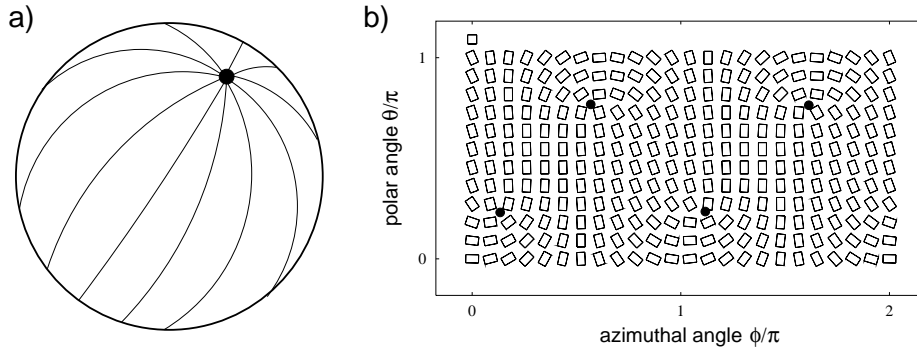 a)
b)
polar angle θ/π
1
0
0
1
2
azimuthal angle ϕ/π